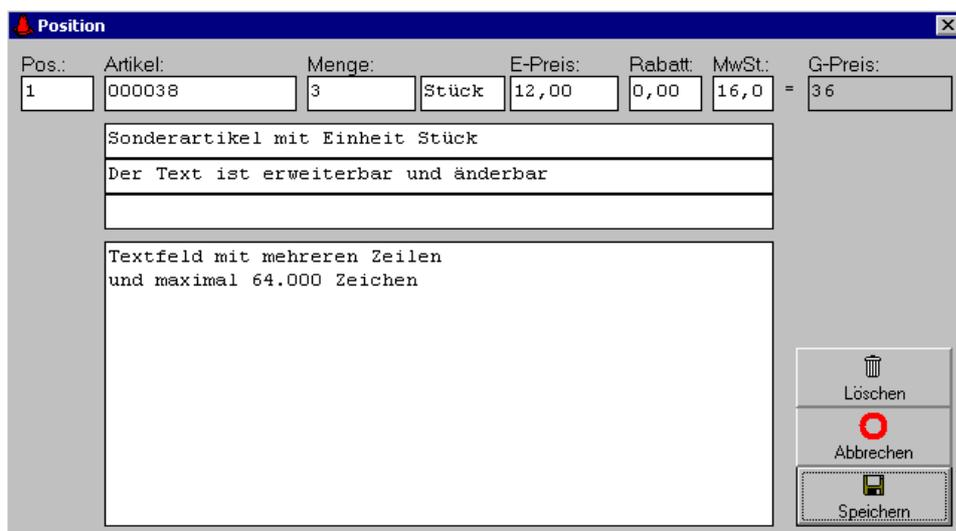 Position
Pos.: Artikel: Menge: E-Preis: Rabatt: MwSt.: G-Preis:
1 000038 3 Stück 12,00 0,00 16,0 = 36
Sonderartikel mit Einheit Stück
Der Text ist erweiterbar und änderbar
Textfeld mit mehreren Zeilen
und maximal 64.000 Zeichen
Löschen
Abbrechen
Speichern